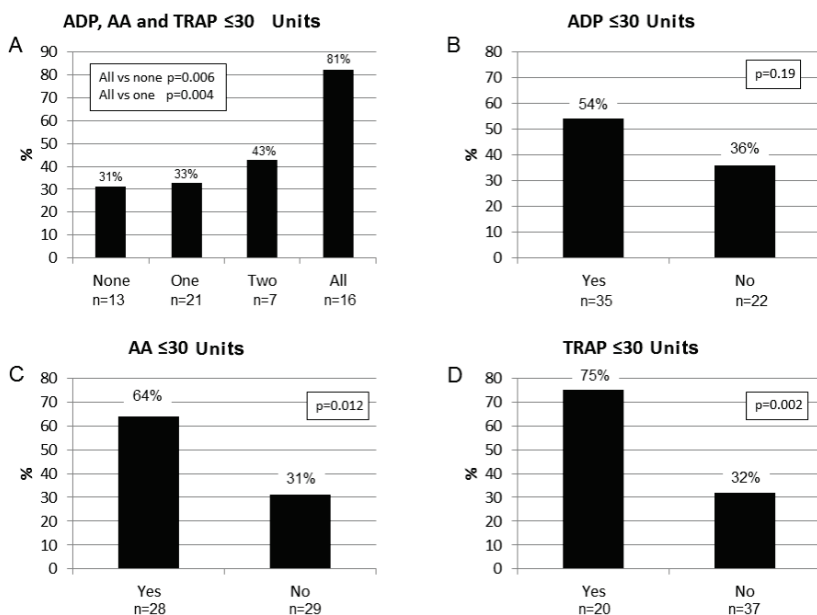 ADP, AA and TRAP ≤30 Units
A
90
80
70
60
50
40
30
20
10
0
%
All vs none p=0.006
All vs one p=0.004
31%
33%
43%
81%
None
One
Two
All
n=13
n=21
n=7
n=16
ADP ≤30 Units
B
80
70
60
50
40
30
20
10
0
%
p=0.19
54%
36%
Yes
No
n=35
n=22
AA ≤30 Units
C
80
70
60
50
40
30
20
10
0
%
p=0.012
64%
31%
Yes
No
n=28
n=29
TRAP ≤30 Units
D
80
70
60
50
40
30
20
10
0
%
p=0.002
75%
32%
Yes
No
n=20
n=37